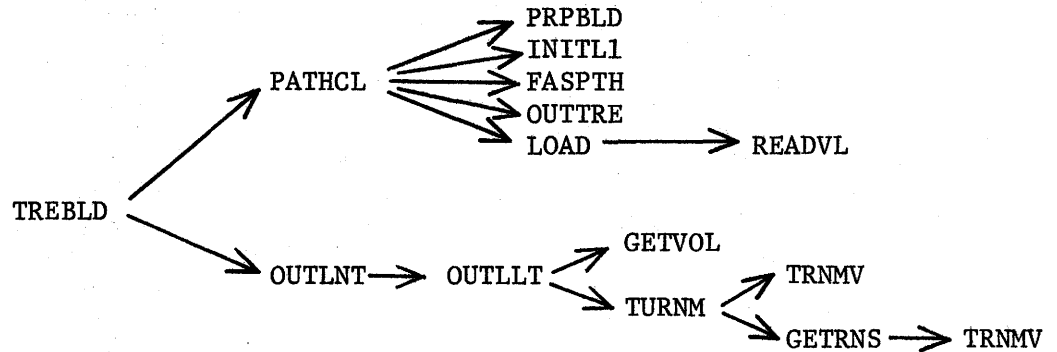 PRPBLD
INITL1
PATHCL
FASPTH
OUTTRE
LOAD
READVL
TREBLD
GETVOL
OUTLNT
OUTLLT
TRNMV
TURNM
GETRNS
TRNMV